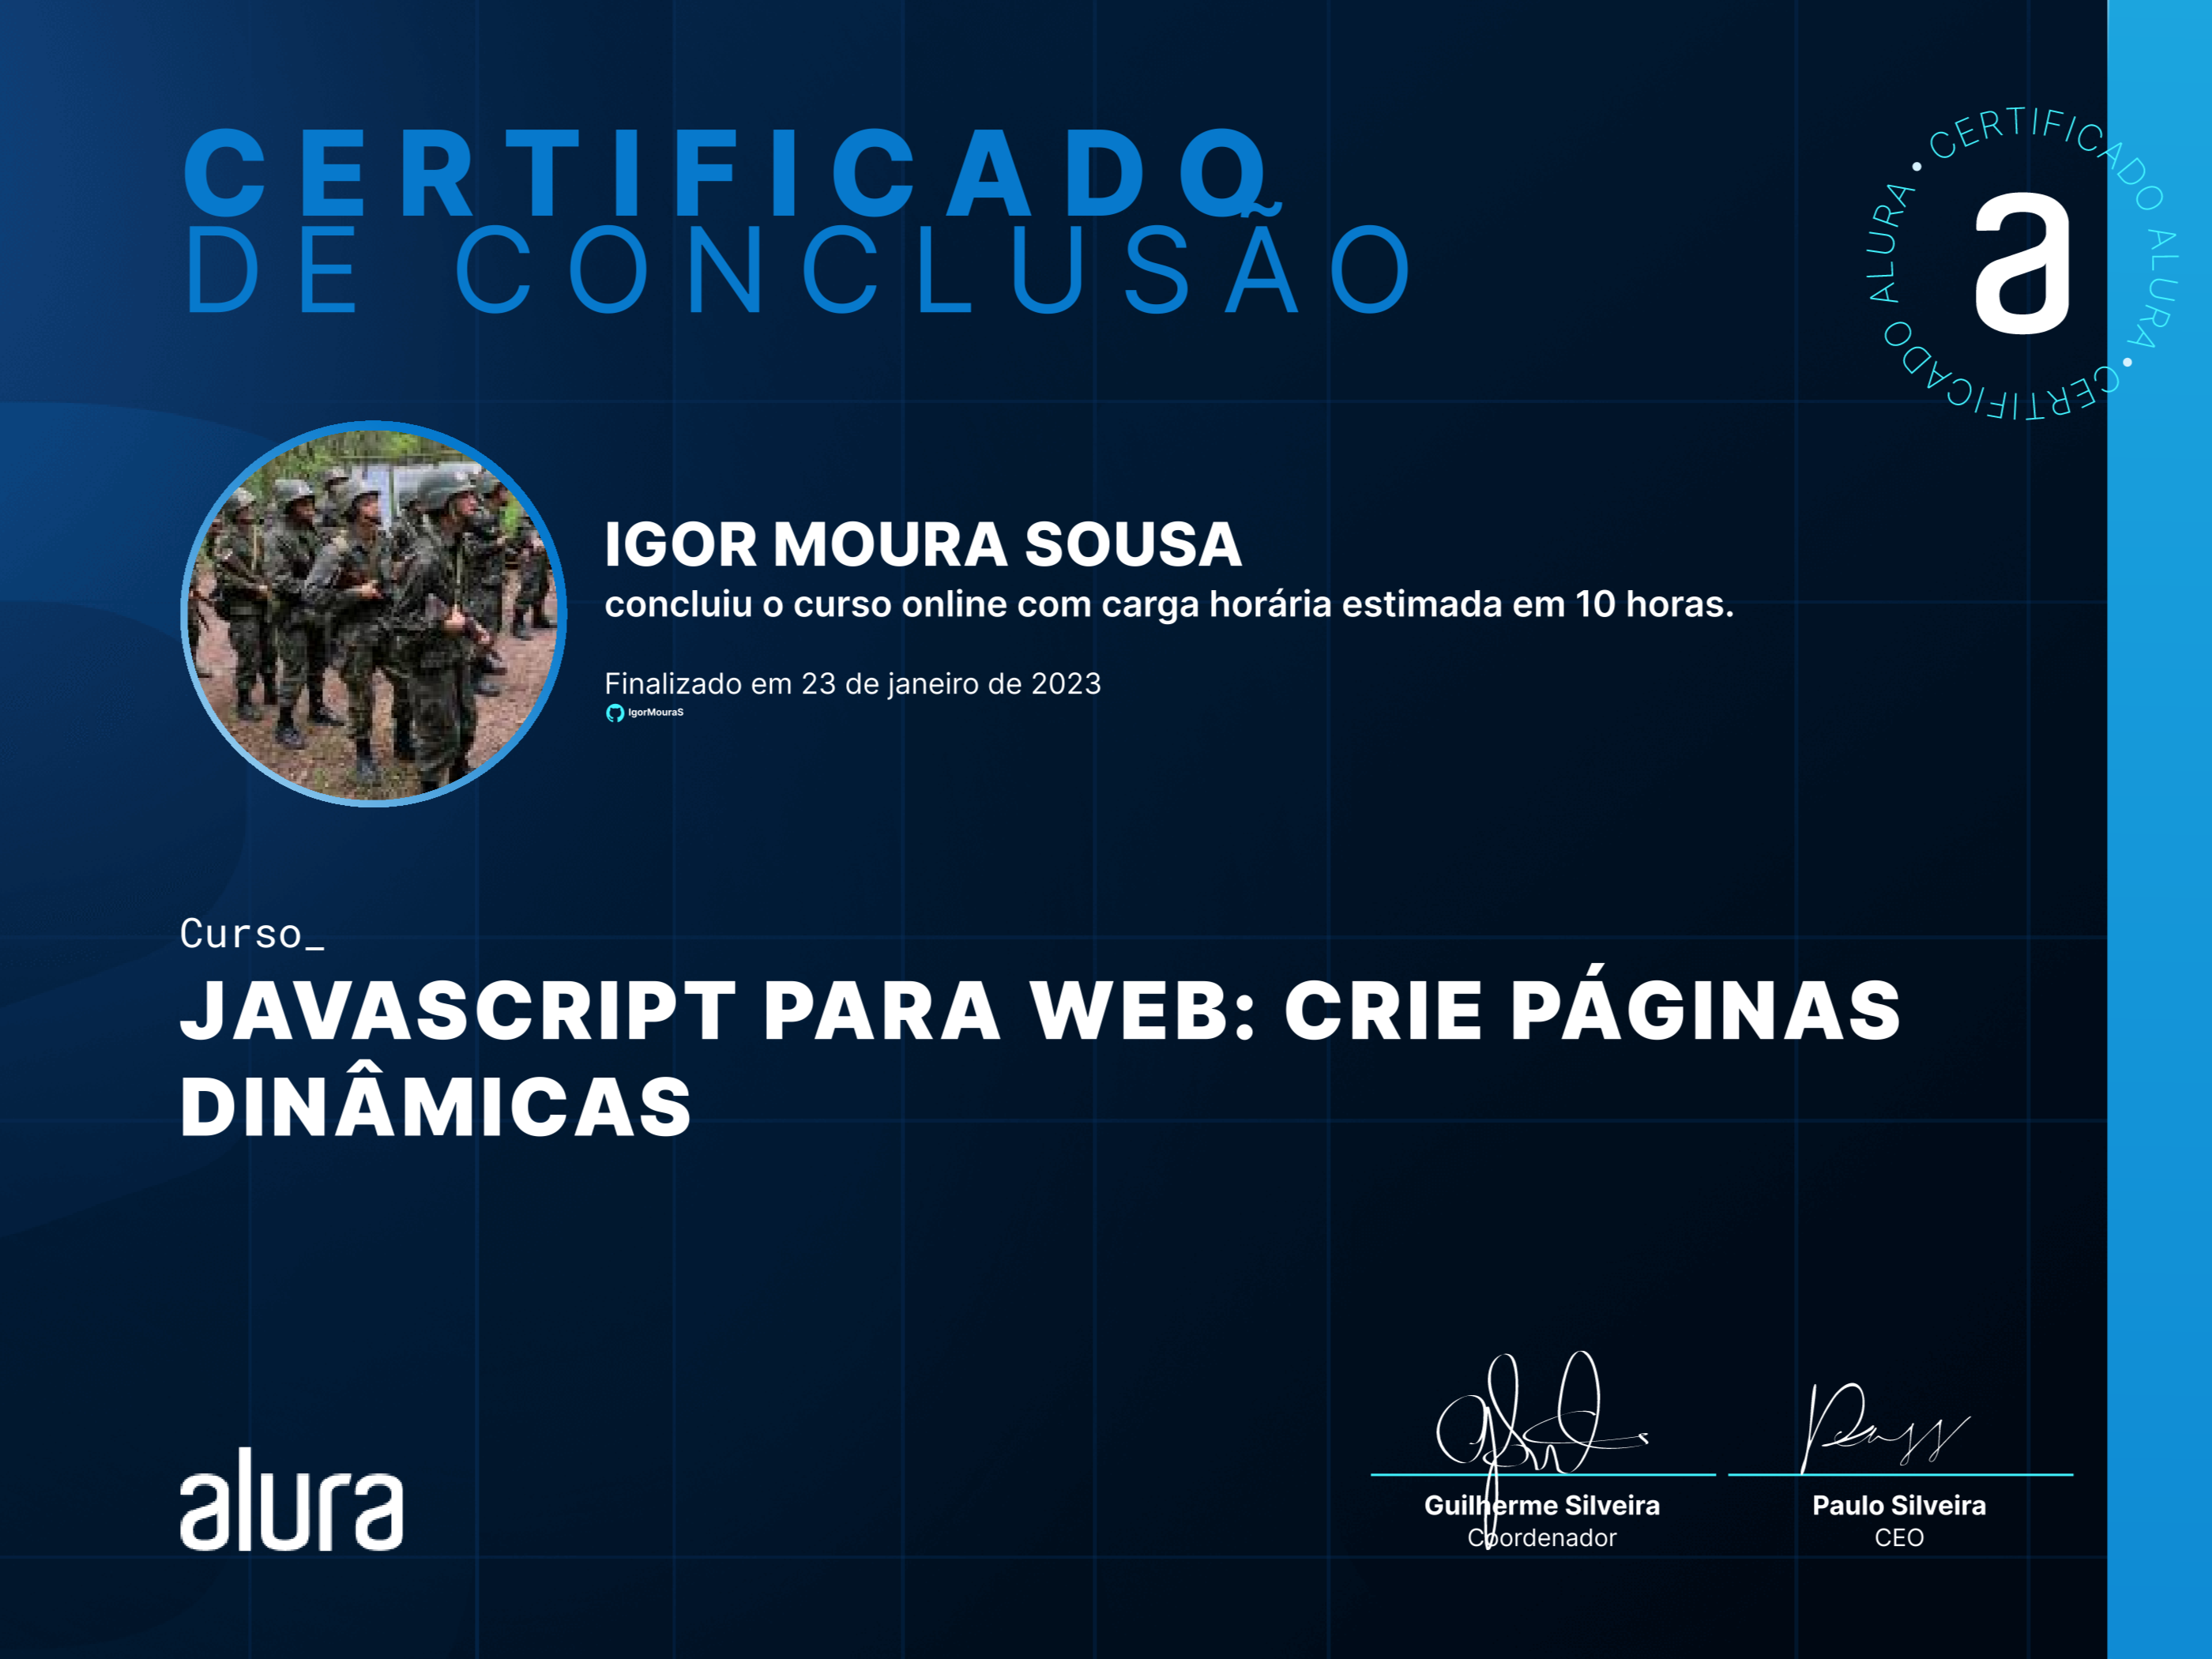 CERTIFICADO
DE CONCLUSÃO
CERTIFICADO ALURA • CERTIFICADO ALURA •
a
IGOR MOURA SOUSA
concluiu o curso online com carga horária estimada em 10 horas.
Finalizado em 23 de janeiro de 2023
IgorMouraS
Curso_
JAVASCRIPT PARA WEB: CRIE PÁGINAS
DINÂMICAS
alura
Guilherme Silveira
Coordenador
Paulo Silveira
CEO